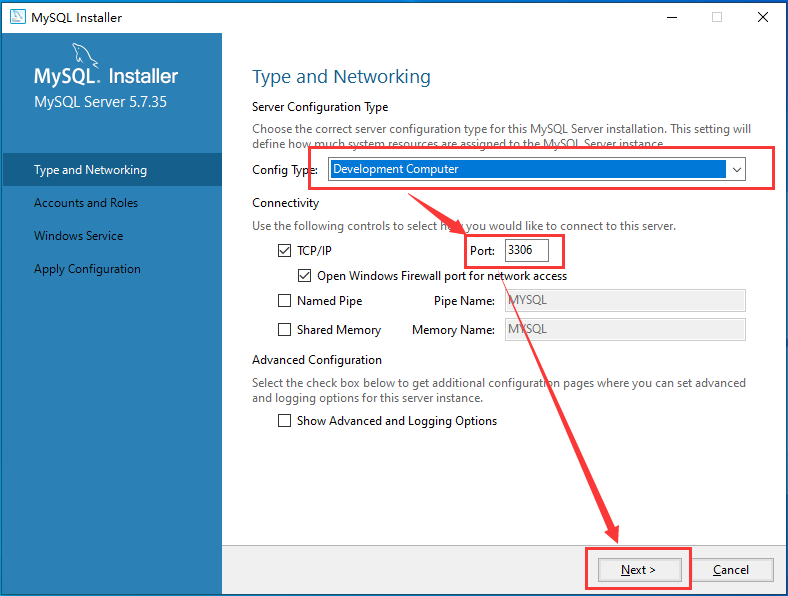 MySQL Installer
MySQL. Installer
MySQL Server 5.7.35
Type and Networking
Accounts and Roles
Windows Service
Apply Configuration
Type and Networking
Server Configuration Type
Choose the correct server configuration type for this MySQL Server installation. This setting will
define how much system resources are assigned to the MySQL Server instance.
Config Type: Development Computer
Connectivity
Use the following controls to select how you would like to connect to this server.
TCP/IP Port: 3306
Open Windows Firewall port for network access
Named Pipe Pipe Name: MYSQL
Shared Memory Memory Name: MYSQL
Advanced Configuration
Select the check box below to get additional configuration pages where you can set advanced
and logging options for this server instance.
Show Advanced and Logging Options
Next > Cancel